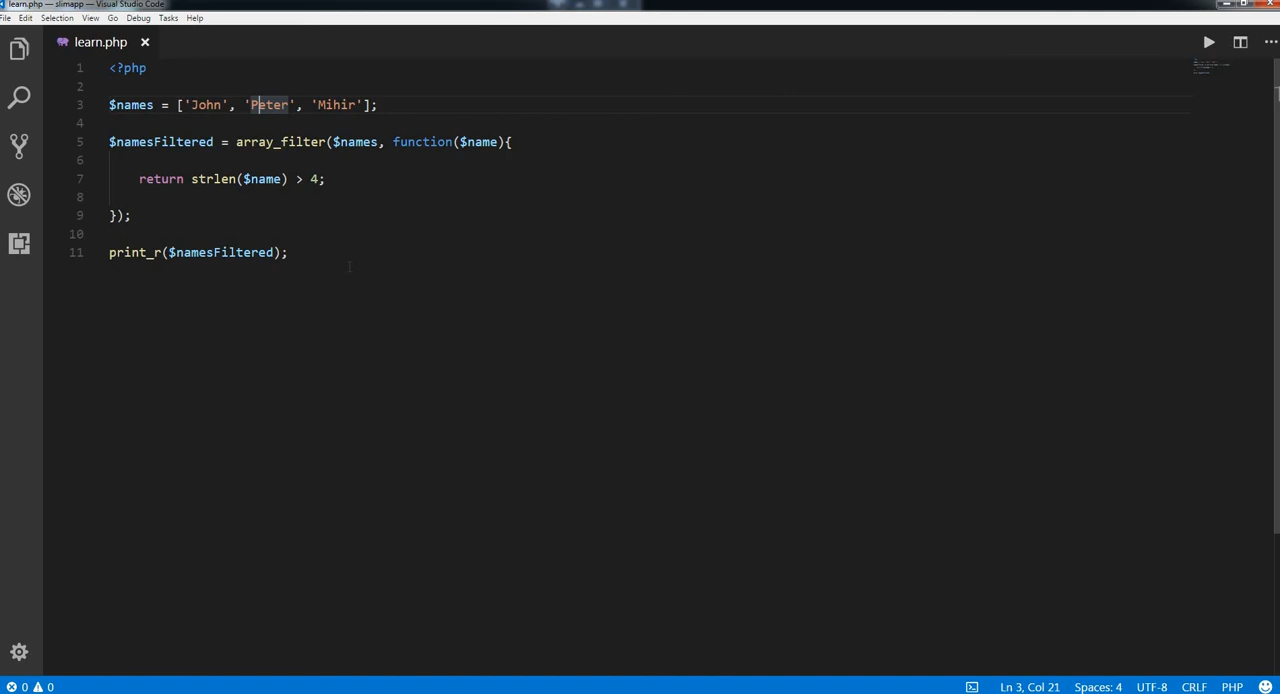 learn.php — slimapp — Visual Studio Code
File Edit Selection View Go Debug Tasks Help
learn.php
1 <?php
2
3 $names = ['John', 'Peter', 'Mihir'];
4
5 $namesFiltered = array_filter($names, function($name){
6
7 return strlen($name) > 4;
8
9 });
10
11 print_r($namesFiltered);
0 0 Ln 3, Col 21 Spaces: 4 UTF-8 CRLF PHP